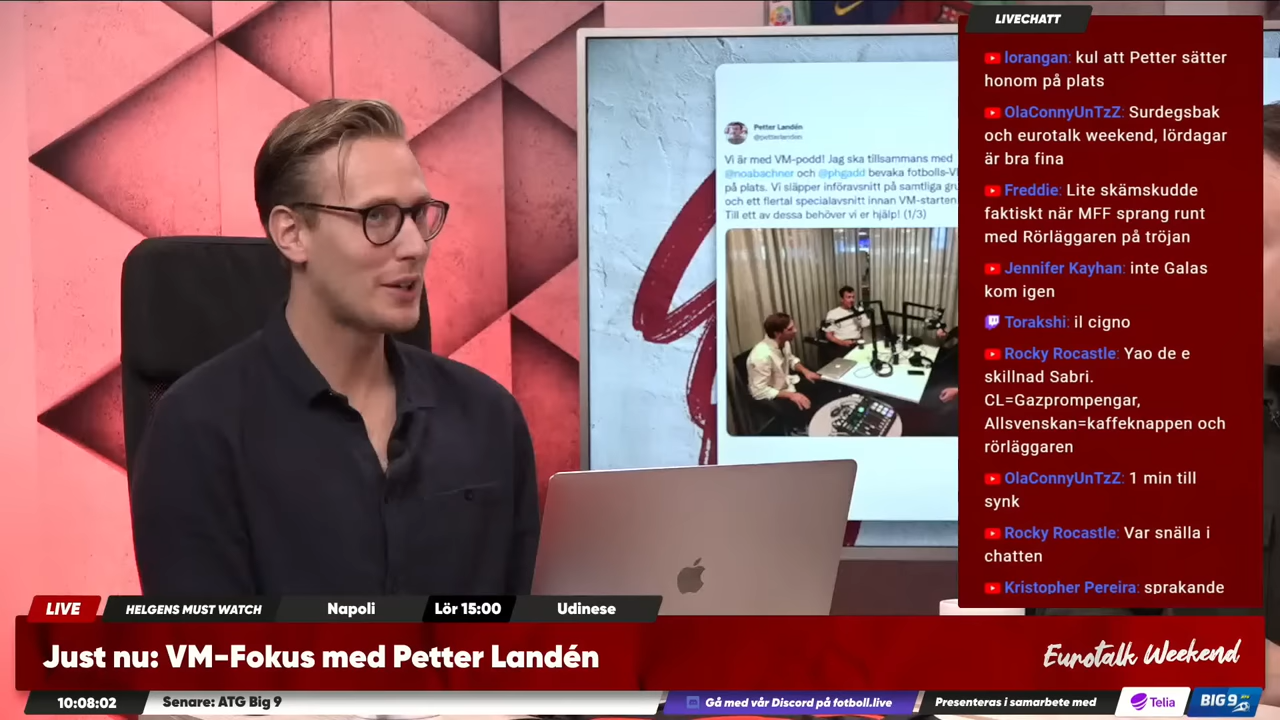 Petter Landén
@petterlanden
Vi är med VM-podd! Jag ska tillsammans med
@noabachner och @phgadd bevaka fotbolls-V
på plats. Vi släpper införavsnitt på samtliga gru
och ett flertal specialavsnitt innan VM-starten.
Till ett av dessa behöver vi er hjälp! (1/3)
LIVECHATT
lorangan: kul att Petter sätter
honom på plats
OlaConnyUnTzZ: Surdegsbak
och eurotalk weekend, lördagar
är bra fina
Freddie: Lite skämskudde
faktiskt när MFF sprang runt
med Rörläggaren på tröjan
Jennifer Kayhan: inte Galas
kom igen
Torakshi: il cigno
Rocky Rocastle: Yao de e
skillnad Sabri.
CL=Gazprompengar,
Allsvenskan=kaffeknappen och
rörläggaren
OlaConnyUnTzZ: 1 min till
synk
Rocky Rocastle: Var snälla i
chatten
Kristopher Pereira: sprakande
LIVE HELGENS MUST WATCH Napoli Lör 15:00 Udinese
Just nu: VM-Fokus med Petter Landén
Eurotalk Weekend
10:08:02 Senare: ATG Big 9 Gå med vår Discord på fotboll.live Presenteras i samarbete med Telia BIG9